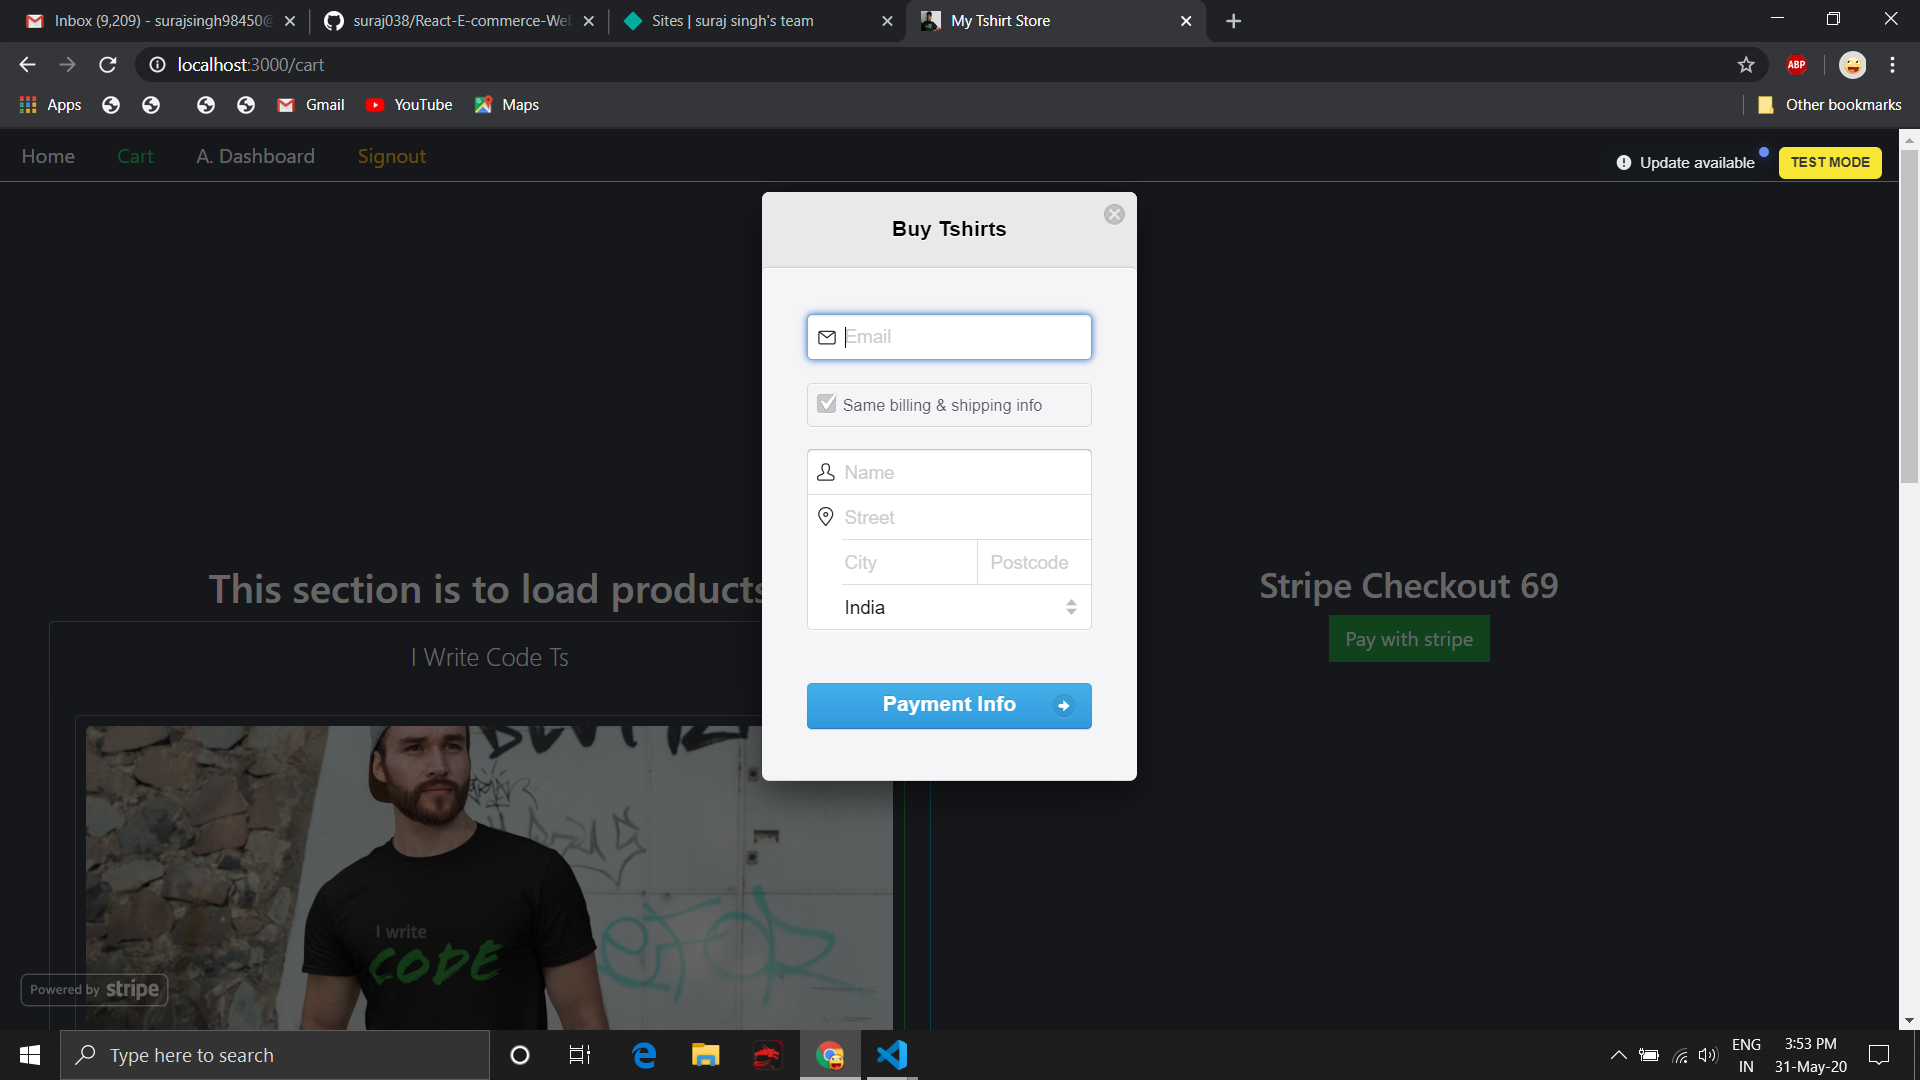 Inbox (9,209) - surajsingh98450@
suraj038/React-E-commerce-Web
Sites | suraj singh's team
My Tshirt Store
localhost:3000/cart
ABP
Apps
Gmail
YouTube
Maps
Other bookmarks
Home
Cart
A. Dashboard
Signout
Update available
TEST MODE
Buy Tshirts
Email
Same billing & shipping info
Name
Street
City
Postcode
India
Payment Info
This section is to load products
Stripe Checkout 69
Pay with stripe
I Write Code Ts
I write
CODE
Powered by stripe
Type here to search
ENG
IN
3:53 PM
31-May-20